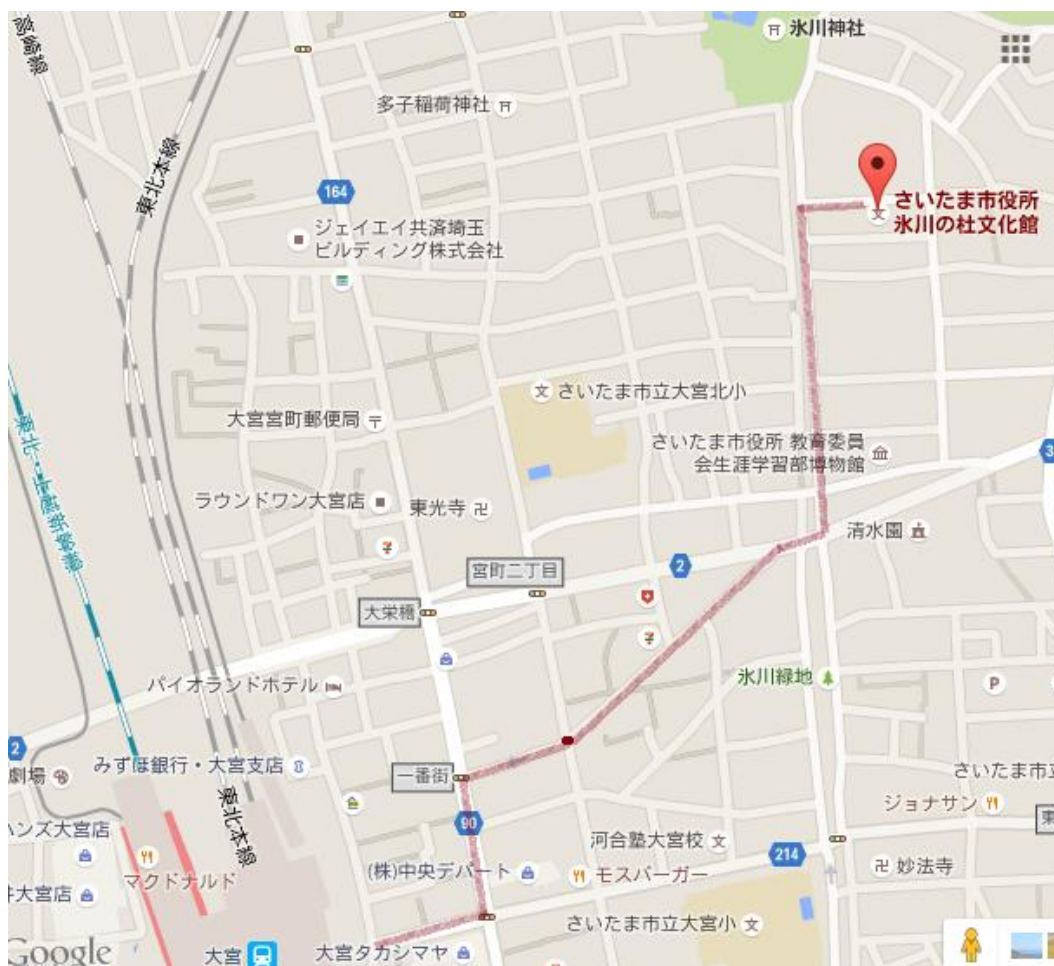 氷川神社
高崎線
多子稲荷神社
東北本線
164
さいたま市役所
氷川の杜文化館
ジェイエイ共済埼玉
ビルディング株式会社
さいたま市立大宮北小
大宮宮町郵便局
さいたま市役所 教育委員
会生涯学習部博物館
3
ラウンドワン大宮店
東光寺
清水園
宮町二丁目
2
大栄橋
氷川緑地
パイオランドホテル
P
2
劇場
みずほ銀行・大宮支店
一番街
さいたま市立
ジョナサン
東北本線
90
ハンズ大宮店
河合塾大宮校
214
妙法寺
マクドナルド
(株)中央デパート
モスバーガー
井大宮店
さいたま市立大宮小
Google
大宮
大宮タカシマヤ